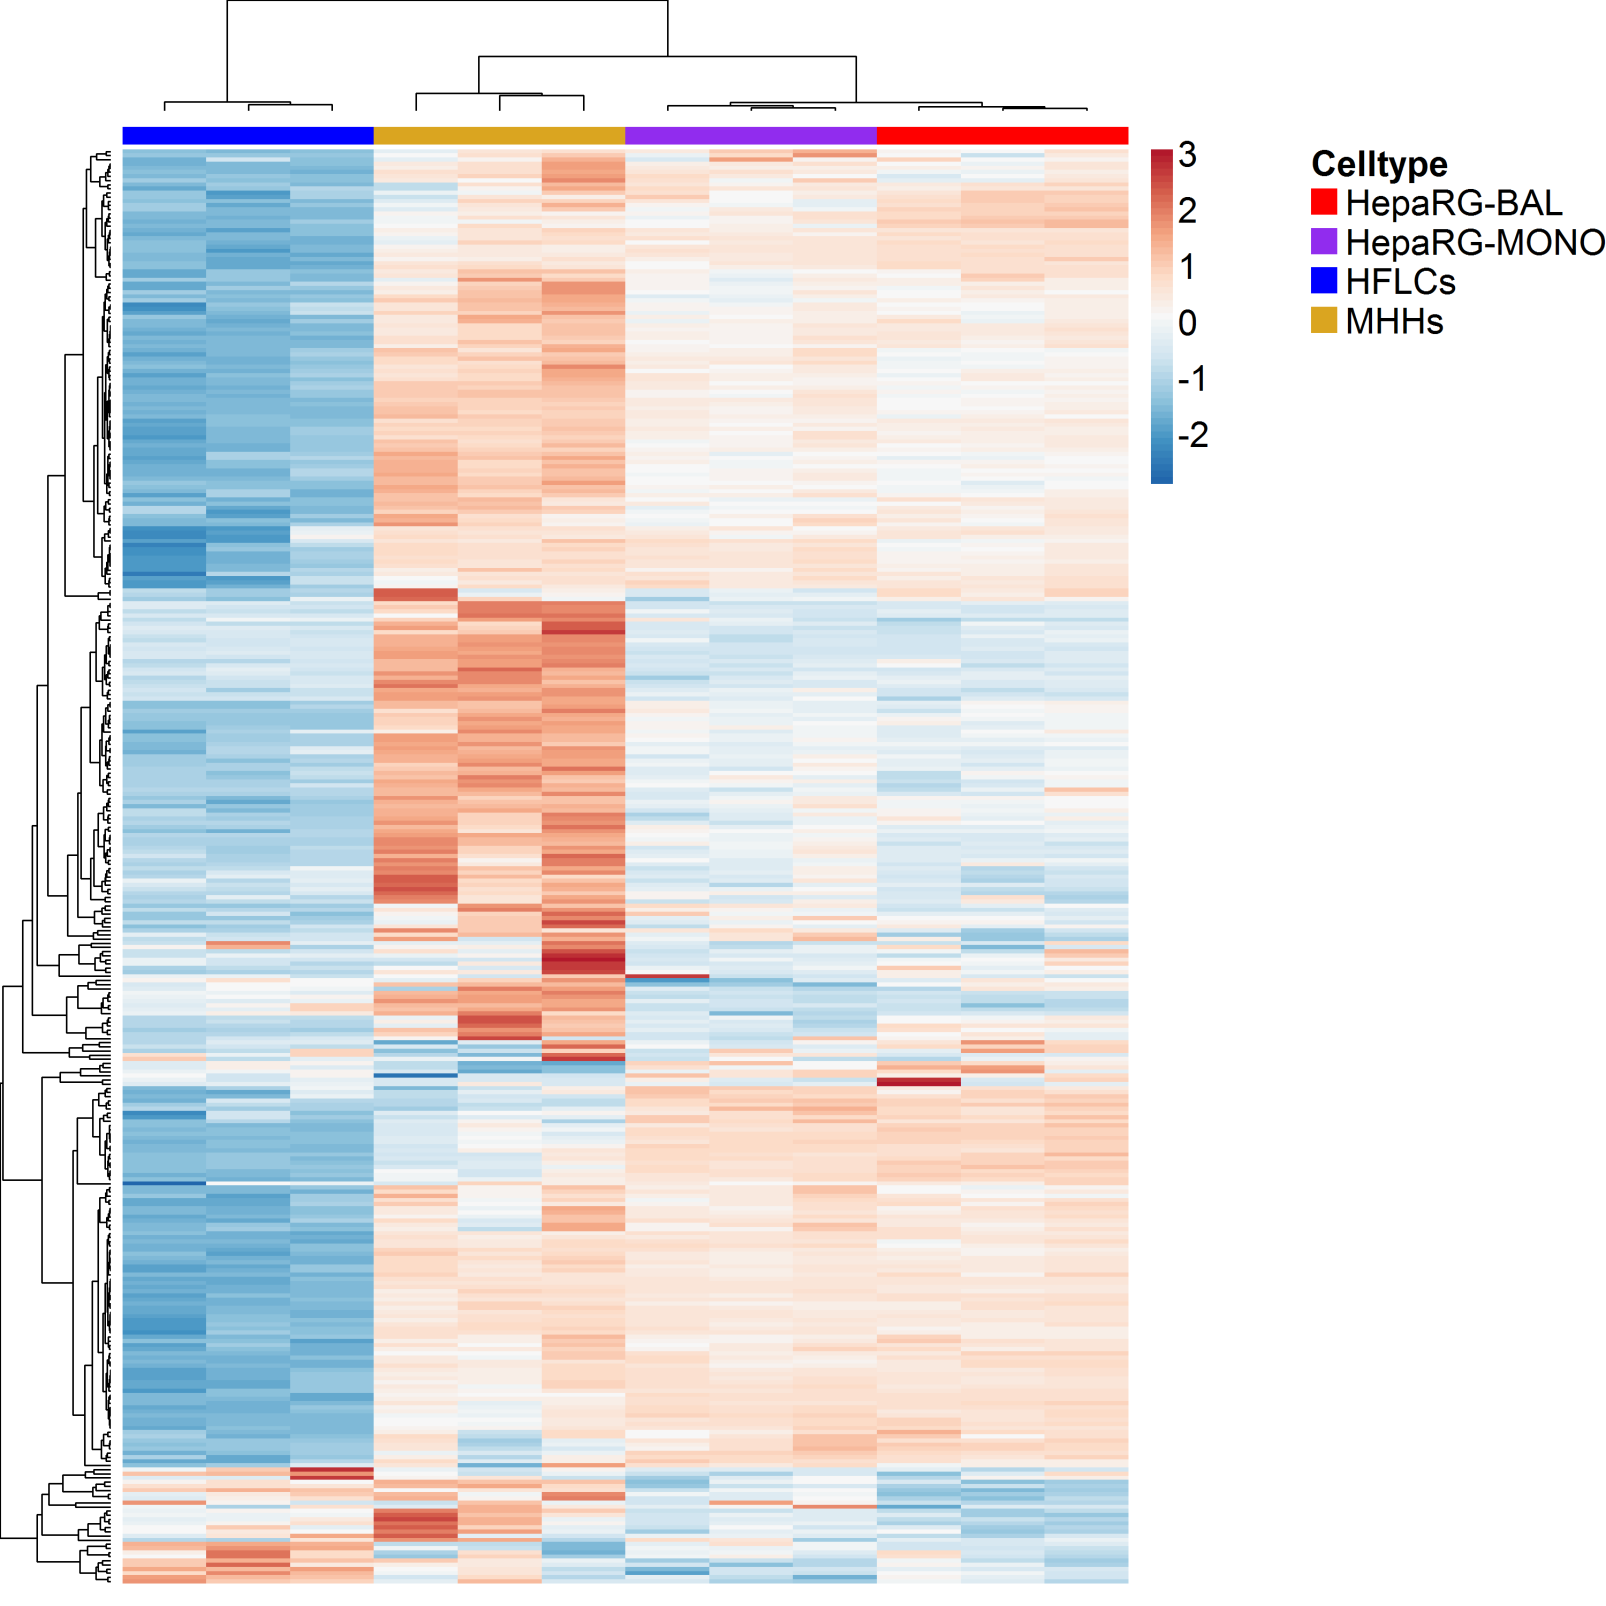 3
2
1
0
-1
-2
Celltype
HepaRG-BAL
HepaRG-MONO
HFLCs
MHHs